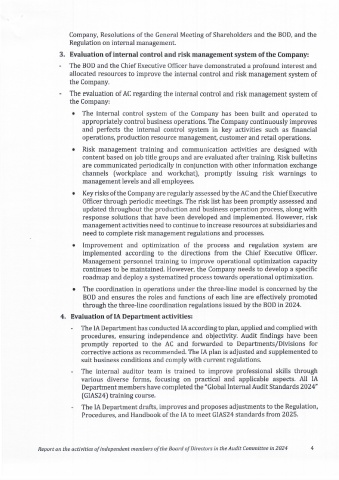 Company, Resolutions of the General Meeting of Shareholders and the BOD, and the
Regulation on internal management.
3. Evaluation of internal control and risk management system of the Company:
- The BOD and the Chief Executive Officer have demonstrated a profound interest and
allocated resources to improve the internal control and risk management system of
the Company.
- The evaluation of AC regarding the internal control and risk management system of
the Company:
• The internal control system of the Company has been built and operated to
appropriately control business operations. The Company continuously improves
and perfects the internal control system in key activities such as financial
operations, production resource management, customer and retail operations.
• Risk management training and communication activities are designed with
content based on job title groups and are evaluated after training. Risk bulletins
are communicated periodically in conjunction with other information exchange
channels (workplace and workchat), promptly issuing risk warnings to
management levels and all employees.
• Key risks of the Company are regularly assessed by the AC and the Chief Executive
Officer through periodic meetings. The risk list has been promptly assessed and
updated throughout the production and business operation process, along with
response solutions that have been developed and implemented. However, risk
management activities need to continue to increase resources at subsidiaries and
need to complete risk management regulations and processes.
• Improvement and optimization of the process and regulation system are
implemented according to the directions from the Chief Executive Officer.
Management personnel training to improve operational optimization capacity
continues to be maintained. However, the Company needs to develop a specific
roadmap and deploy a systematized process towards operational optimization.
• The coordination in operations under the three-line model is concerned by the
BOD and ensures the roles and functions of each line are effectively promoted
through the three-line coordination regulations issued by the BOD in 2024.
4. Evaluation of IA Department activities:
- The IA Department has conducted IA according to plan, applied and complied with
procedures, ensuring independence and objectivity. Audit findings have been
promptly reported to the AC and forwarded to Departments/Divisions for
corrective actions as recommended. The IA plan is adjusted and supplemented to
suit business conditions and comply with current regulations.
- The internal auditor team is trained to improve professional skills through
various diverse forms, focusing on practical and applicable aspects. All IA
Department members have completed the "Global Internal Audit Standards 2024"
(GIAS24) training course.
- The IA Department drafts, improves and proposes adjustments to the Regulation,
Procedures, and Handbook of the IA to meet GIAS24 standards from 2025.
Report on the activities of independent members of the Board of Directors in the Audit Committee in 2024 4